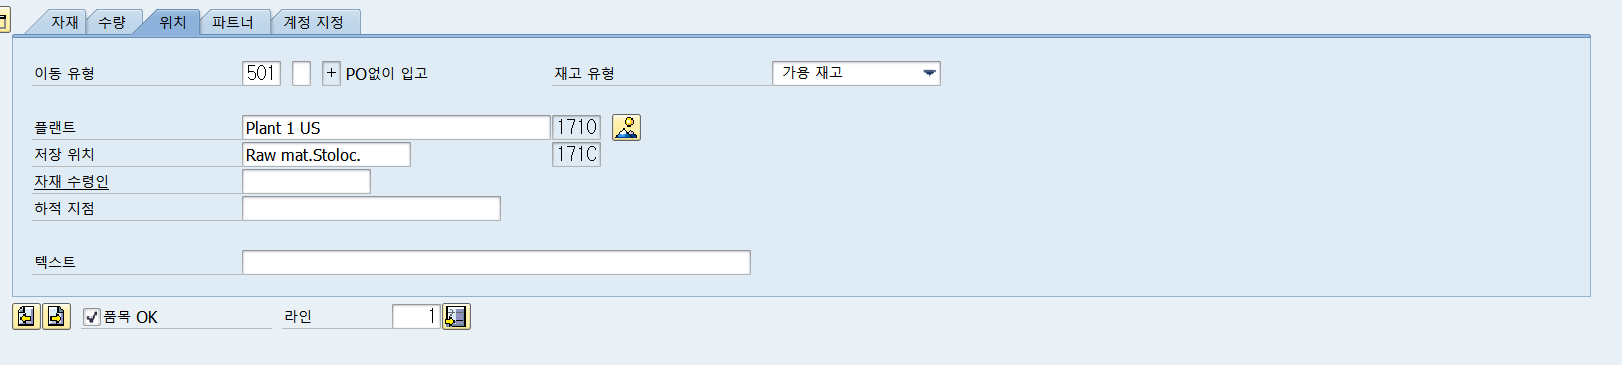 자재 수량 위치 파트너 계정 지정
이동 유형 501 + PO없이 입고 재고 유형 가용 재고
플랜트 Plant 1 US 1710
저장 위치 Raw mat.Stoloc. 171C
자재 수령인
하적 지점
텍스트
품목 OK 라인 1